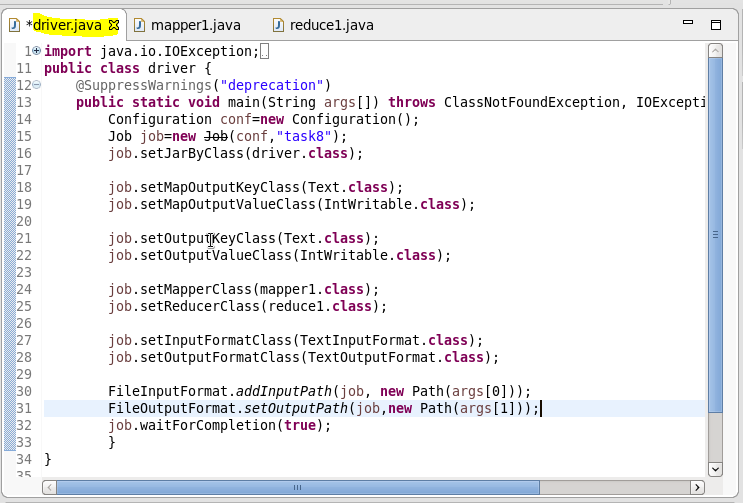 *driver.java mapper1.java reduce1.java
1 import java.io.IOException;
11 public class driver {
12 @SuppressWarnings("deprecation")
13 public static void main(String args[]) throws ClassNotFoundException, IOExcepti
14 Configuration conf=new Configuration();
15 Job job=new Job(conf,"task8");
16 job.setJarByClass(driver.class);
17
18 job.setMapOutputKeyClass(Text.class);
19 job.setMapOutputValueClass(IntWritable.class);
20
21 job.setOutputKeyClass(Text.class);
22 job.setOutputValueClass(IntWritable.class);
23
24 job.setMapperClass(mapper1.class);
25 job.setReducerClass(reduce1.class);
26
27 job.setInputFormatClass(TextInputFormat.class);
28 job.setOutputFormatClass(TextOutputFormat.class);
29
30 FileInputFormat.addInputPath(job, new Path(args[0]));
31 FileOutputFormat.setOutputPath(job,new Path(args[1]));
32 job.waitForCompletion(true);
33 }
34 }
35